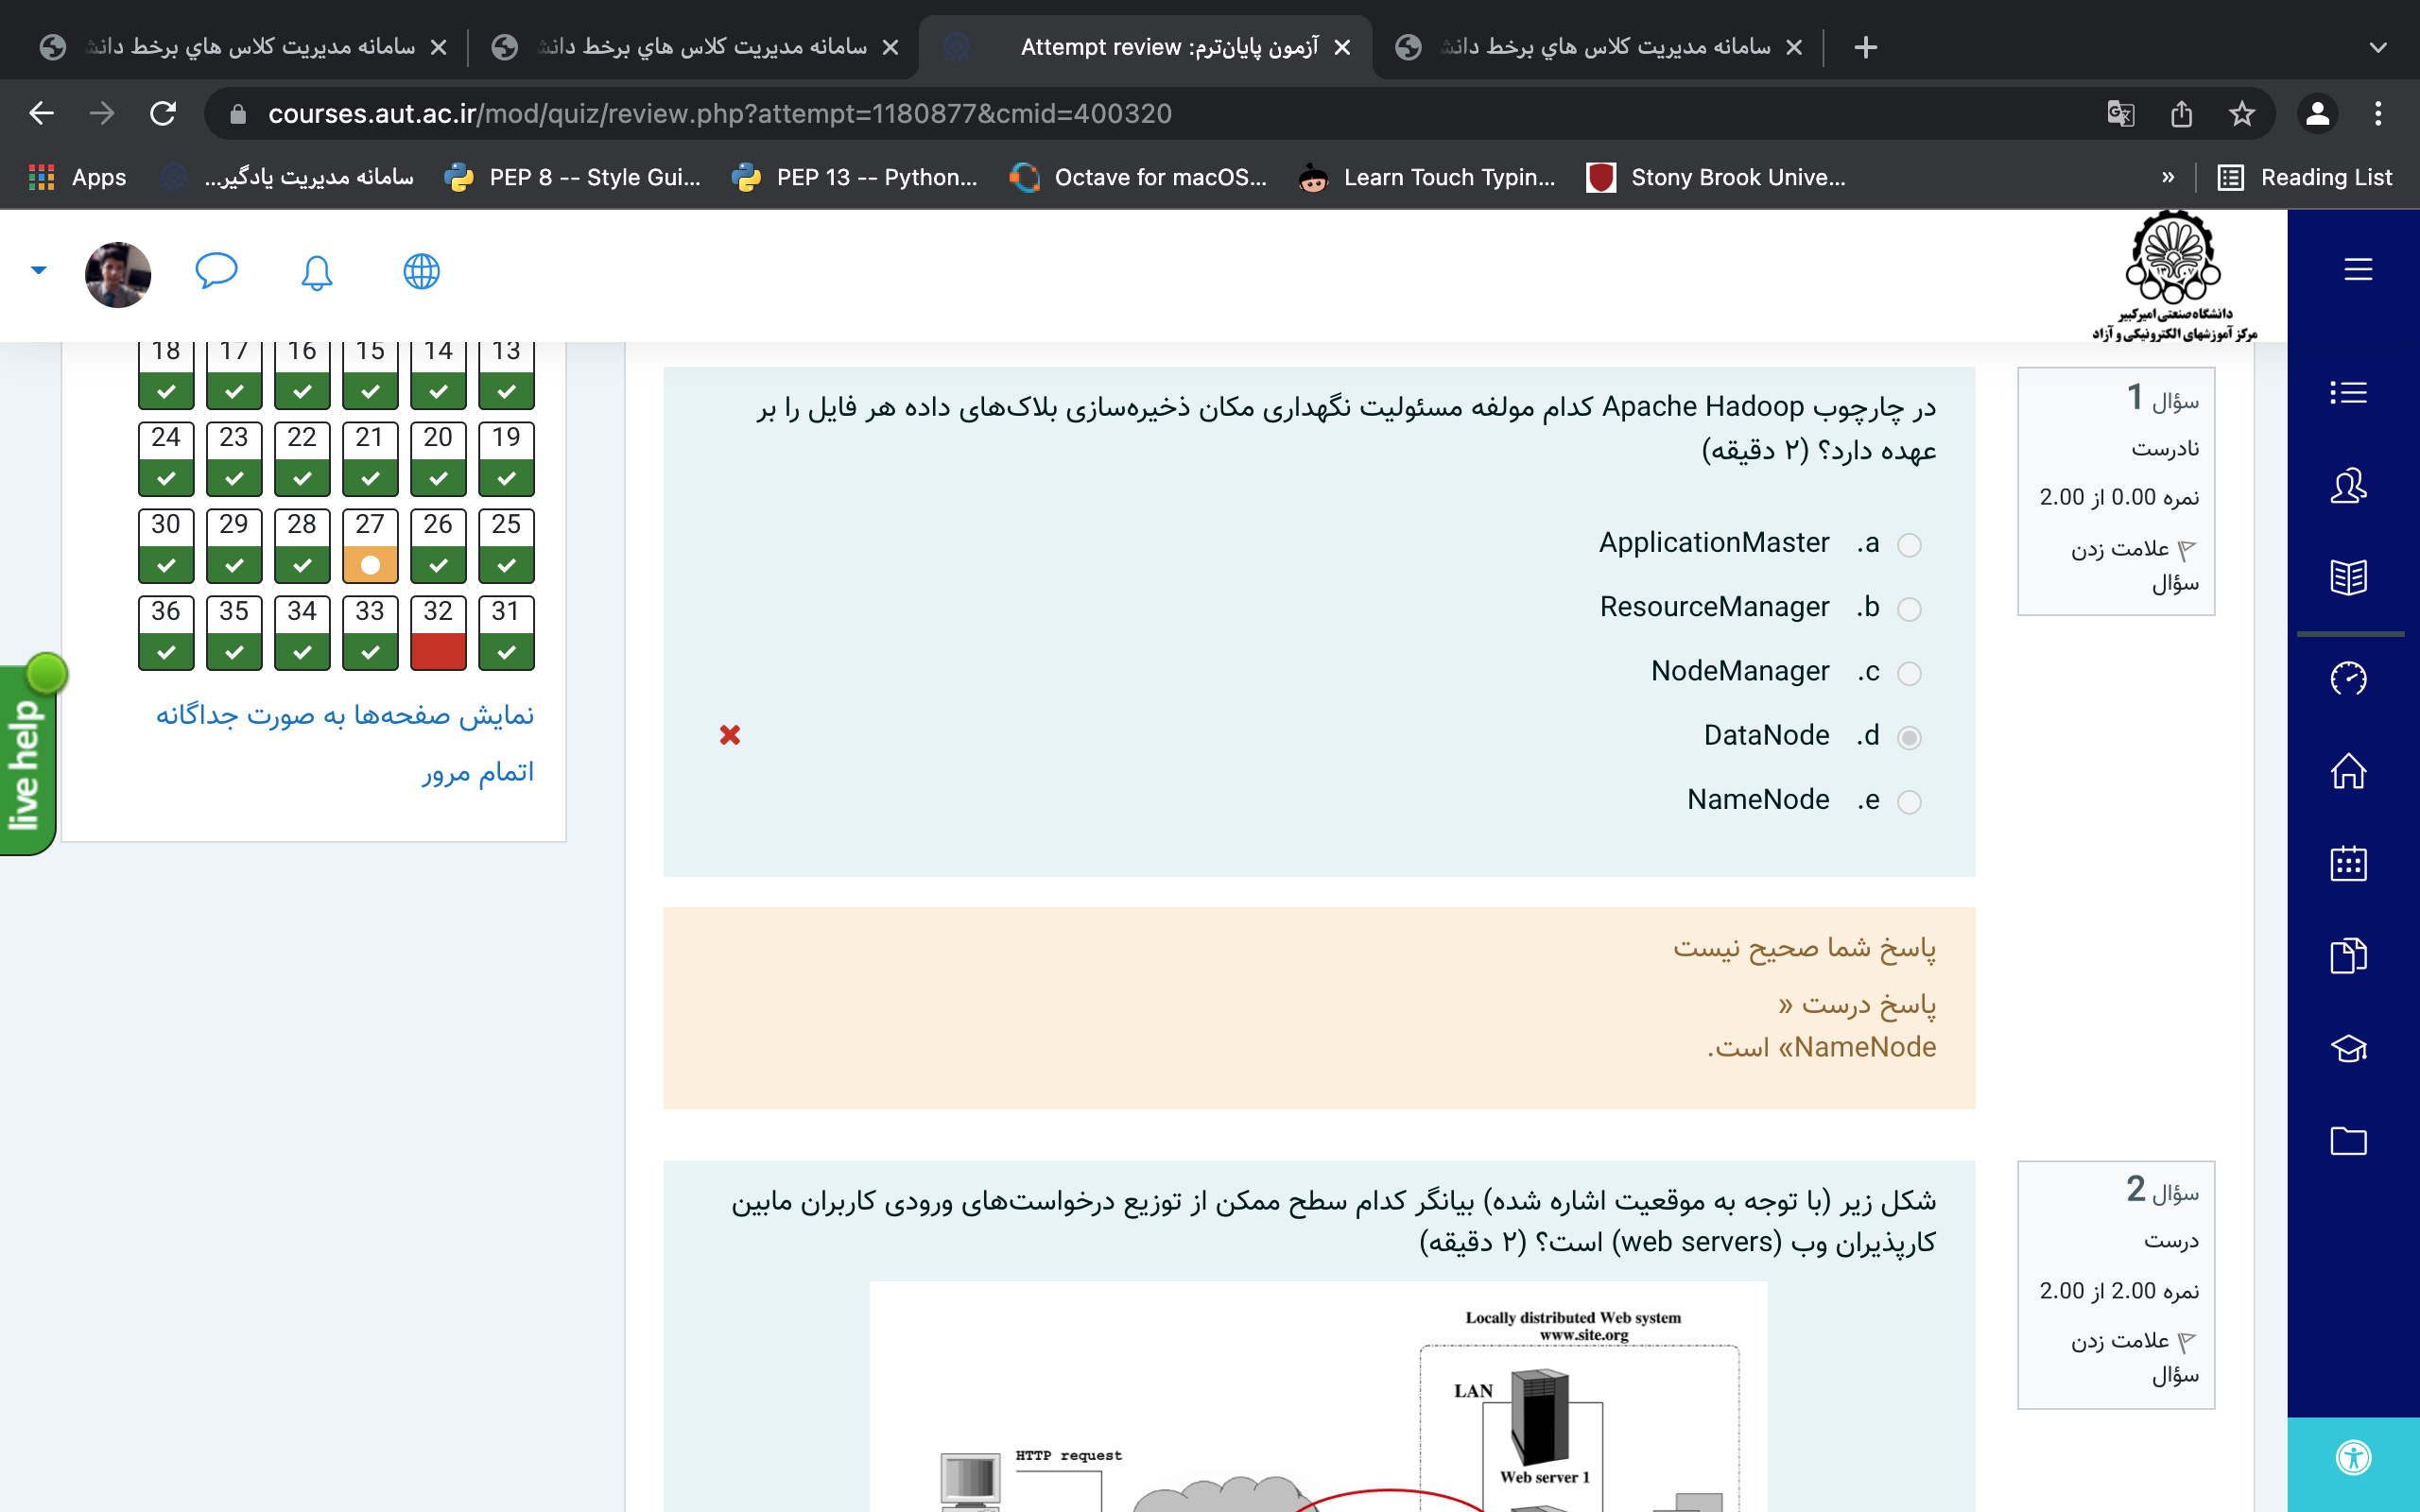 سامانه مدیریت کلاس هاي برخط دانش
سامانه مدیریت کلاس هاي برخط دانش
آزمون پایان‌ترم: Attempt review
سامانه مدیریت کلاس هاي برخط دانش
courses.aut.ac.ir/mod/quiz/review.php?attempt=1180877&cmid=400320
Apps
سامانه مدیریت یادگیر...
PEP 8 -- Style Gui...
PEP 13 -- Python...
Octave for macOS...
Learn Touch Typin...
Stony Brook Unive...
»
Reading List
دانشگاه صنعتی امیرکبیر
مرکز آموزشهای الکترونیکی و آزاد
13 14 15 16 17 18
19 20 21 22 23 24
25 26 27 28 29 30
31 32 33 34 35 36
نمایش صفحه‌ها به صورت جداگانه
اتمام مرور
live help
سؤال 1
نادرست
نمره 0.00 از 2.00
علامت زدن
سؤال
در چارچوب Apache Hadoop کدام مولفه مسئولیت نگهداری مکان ذخیره‌سازی بلاک‌های داده هر فایل را بر
عهده دارد؟ (۲ دقیقه)
a. ApplicationMaster
b. ResourceManager
c. NodeManager
d. DataNode
e. NameNode
پاسخ شما صحیح نیست
پاسخ درست «
NameNode» است.
سؤال 2
درست
نمره 2.00 از 2.00
علامت زدن
سؤال
شکل زیر (با توجه به موقعیت اشاره شده) بیانگر کدام سطح ممکن از توزیع درخواست‌های ورودی کاربران مابین
کارپذیران وب (web servers) است؟ (۲ دقیقه)
Locally distributed Web system
www.site.org
LAN
HTTP request
Web server 1